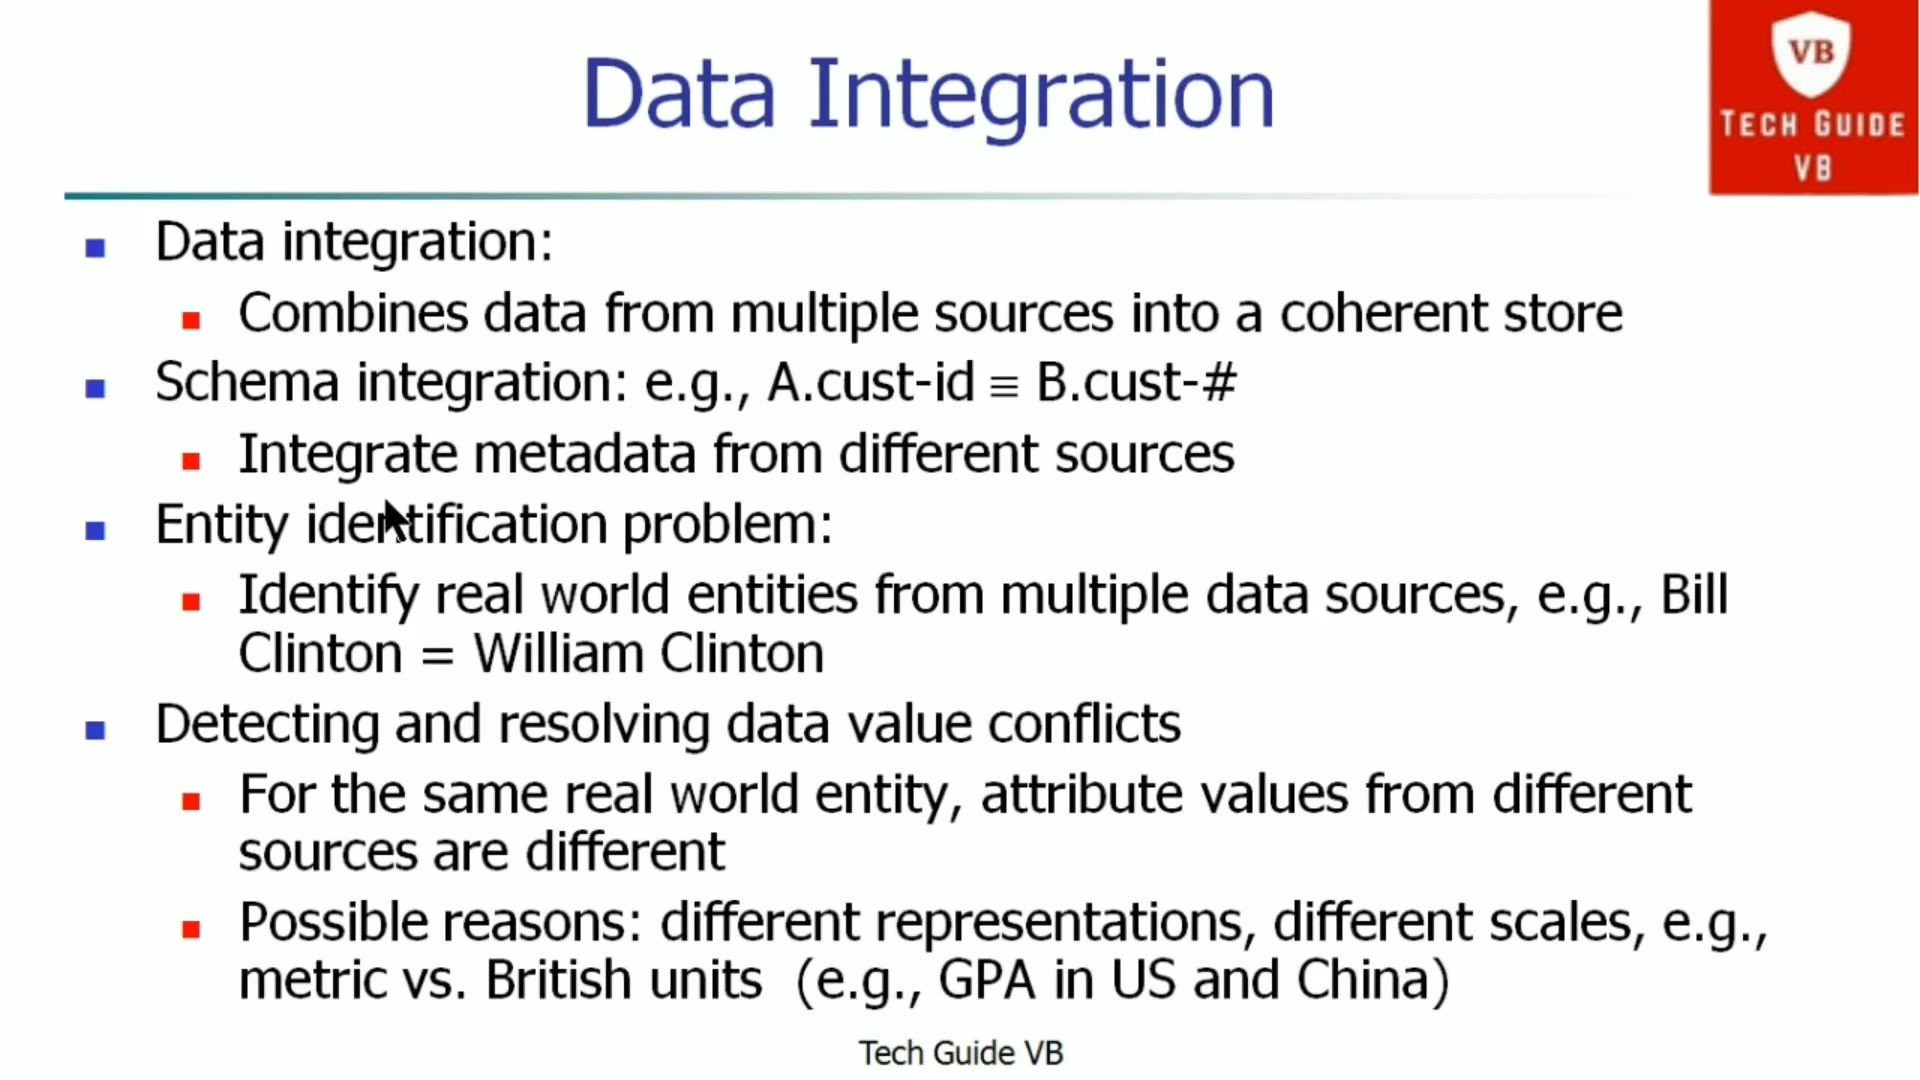 Data Integration
VB
TECH GUIDE
VB
Data integration:
Combines data from multiple sources into a coherent store
Schema integration: e.g., A.cust-id ≡ B.cust-#
Integrate metadata from different sources
Entity identification problem:
Identify real world entities from multiple data sources, e.g., Bill
Clinton = William Clinton
Detecting and resolving data value conflicts
For the same real world entity, attribute values from different
sources are different
Possible reasons: different representations, different scales, e.g.,
metric vs. British units (e.g., GPA in US and China)
Tech Guide VB